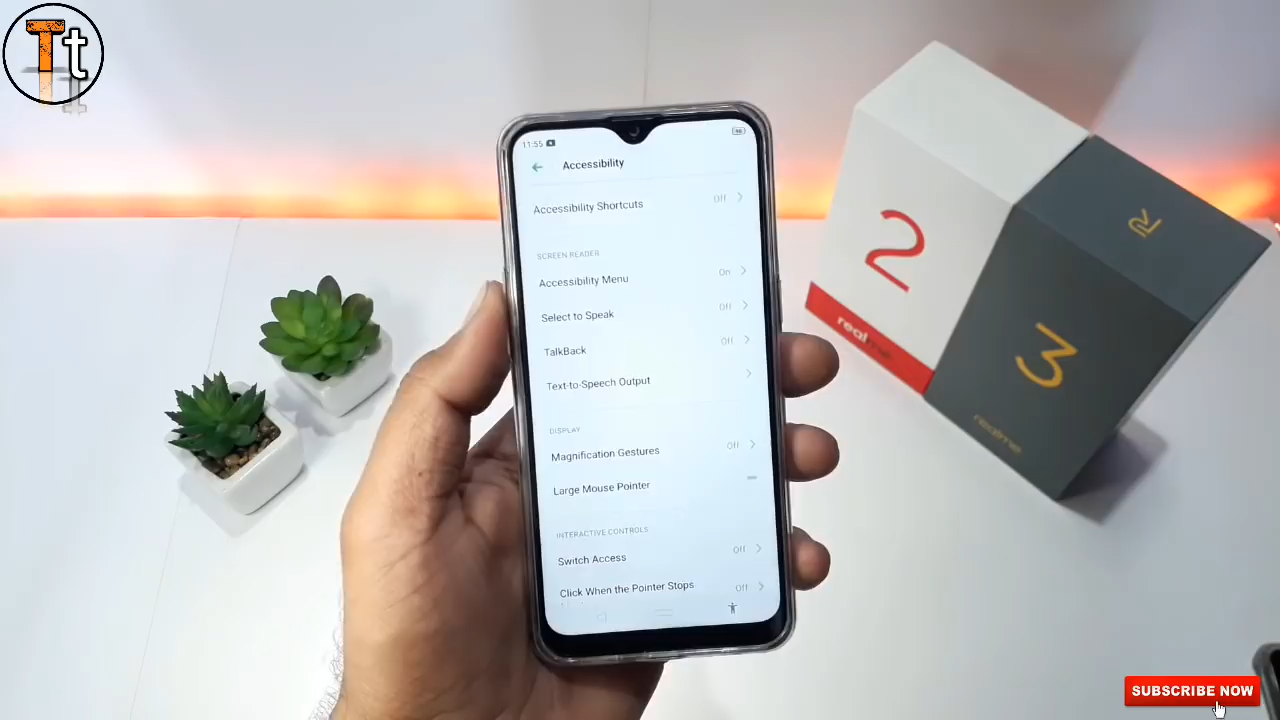 Tt
11:55
Accessibility
Accessibility Shortcuts Off
SCREEN READER
Accessibility Menu On
Select to Speak Off
TalkBack Off
Text-to-Speech Output
DISPLAY
Magnification Gestures Off
Large Mouse Pointer
INTERACTIVE CONTROLS
Switch Access Off
Click When the Pointer Stops Off
2
realme
3
realme
SUBSCRIBE NOW